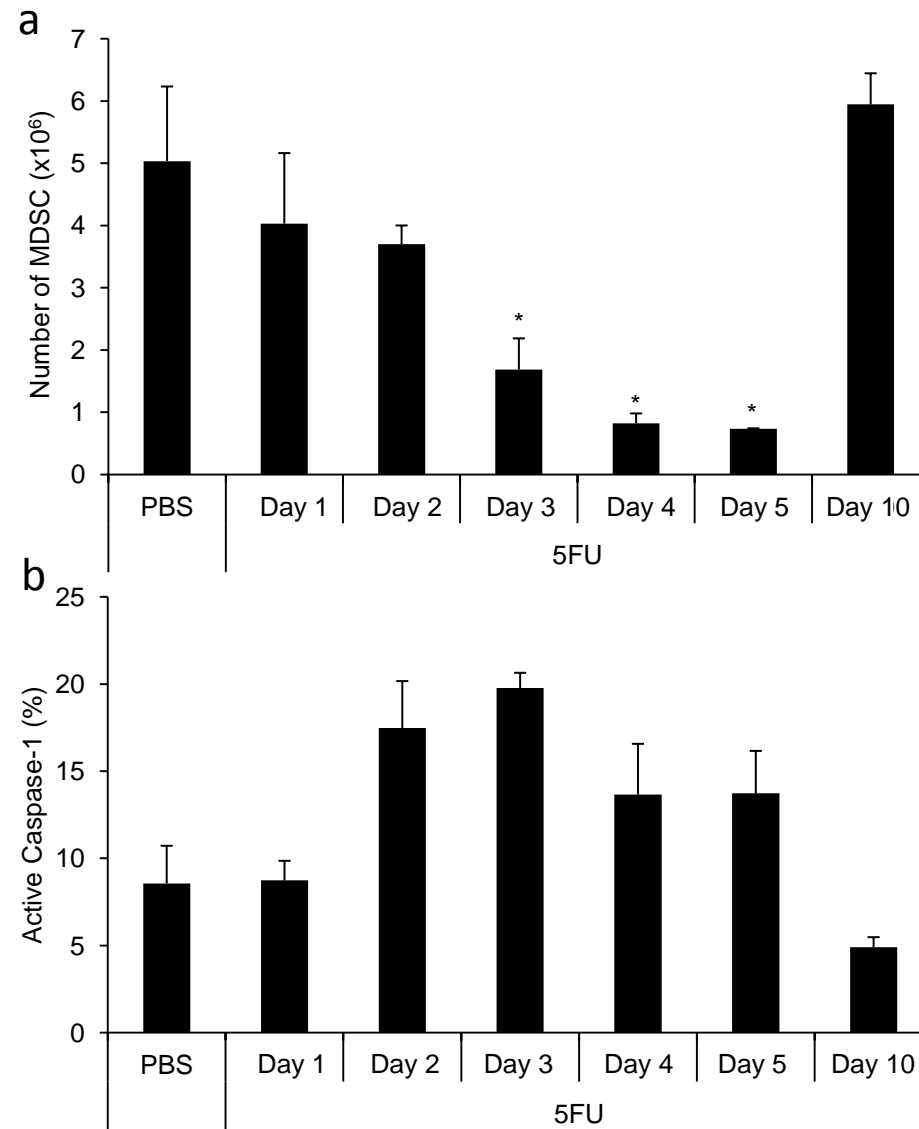 a
Number of MDSC (x10⁶)
7
6
5
4
3
2
1
0
*
*
*
PBS Day 1 Day 2 Day 3 Day 4 Day 5 Day 10
5FU
b
Active Caspase-1 (%)
25
20
15
10
5
0
PBS Day 1 Day 2 Day 3 Day 4 Day 5 Day 10
5FU